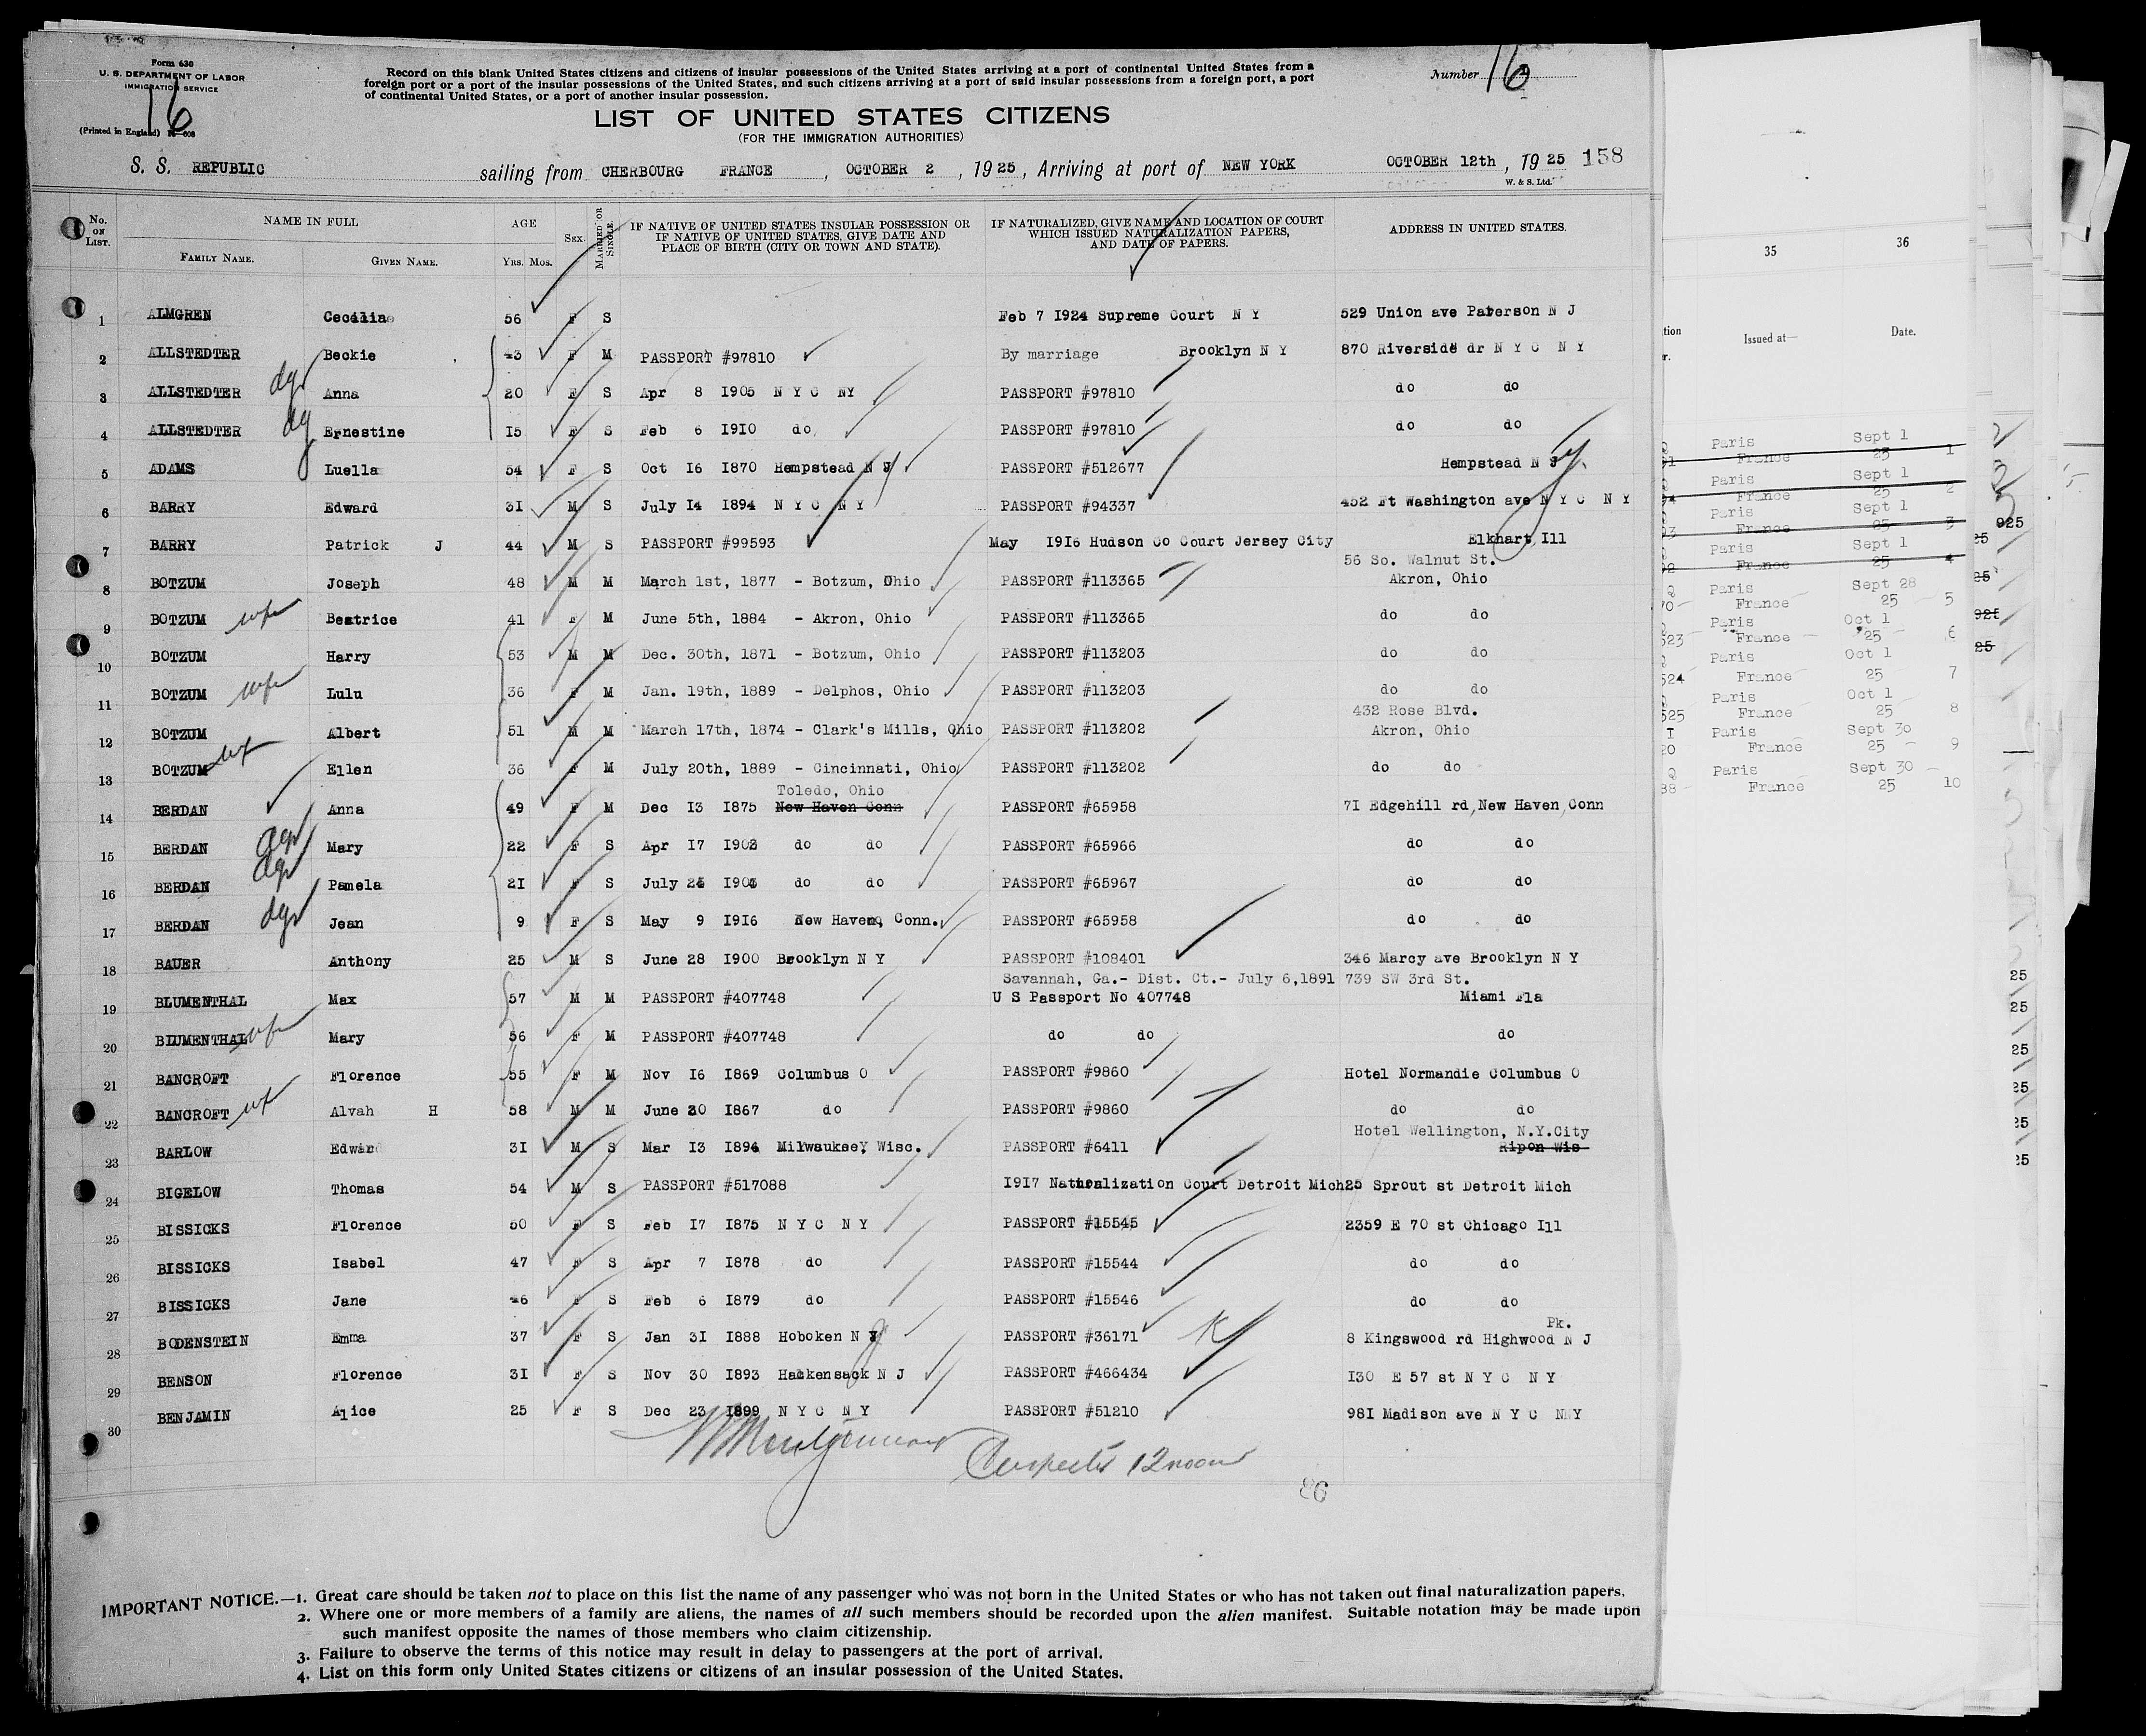 Form 630
U. S. DEPARTMENT OF LABOR
IMMIGRATION SERVICE
16
(Printed in England)
Record on this blank United States citizens and citizens of insular possessions of the United States arriving at a port of continental United States from a
foreign port or a port of the insular possessions of the United States, and such citizens arriving at a port of said insular possessions from a foreign port, a port
of continental United States, or a port of another insular possession.
Number 16
LIST OF UNITED STATES CITIZENS
(FOR THE IMMIGRATION AUTHORITIES)
S. S. REPUBLIC sailing from CHERBOURG FRANCE, OCTOBER 2, 1925, Arriving at port of NEW YORK OCTOBER 12th, 1925 158
W. & S. Ltd.
No. ON LIST. NAME IN FULL FAMILY NAME. GIVEN NAME. AGE YRS. MOS. SEX. MARRIED OR SINGLE. IF NATIVE OF UNITED STATES INSULAR POSSESSION OR IF NATIVE OF UNITED STATES, GIVE DATE AND PLACE OF BIRTH (CITY OR TOWN AND STATE). IF NATURALIZED, GIVE NAME AND LOCATION OF COURT WHICH ISSUED NATURALIZATION PAPERS, AND DATE OF PAPERS. ADDRESS IN UNITED STATES.
1 ALMGREN Cecilia 56 F S Feb 7 1924 Supreme Court N Y 529 Union ave Paterson N J
2 ALLSTEDTER Beckie 43 F M PASSPORT #97810 By marriage Brooklyn N Y 870 Riverside dr N Y C N Y
3 ALLSTEDTER Anna 20 F S Apr 8 1905 N Y C NY PASSPORT #97810 do do
4 ALLSTEDTER Ernestine 15 F S Feb 6 1910 do PASSPORT #97810 do do
5 ADAMS Luella 54 F S Oct 16 1870 Hempstead N Y PASSPORT #512677 Hempstead N Y
6 BARRY Edward 31 M S July 14 1894 N Y C N Y PASSPORT #94337 452 Ft Washington ave N Y C N Y
7 BARRY Patrick J 44 M S PASSPORT #99593 May 1916 Hudson Co Court Jersey City Elkhart Ill
56 So. Walnut St.
8 BOTZUM Joseph 48 M M March 1st, 1877 - Botzum, Ohio PASSPORT #113365 Akron, Ohio
9 BOTZUM Beatrice 41 F M June 5th, 1884 - Akron, Ohio PASSPORT #113365 do do
10 BOTZUM Harry 53 M M Dec. 30th, 1871 - Botzum, Ohio PASSPORT #113203 do do
11 BOTZUM Lulu 36 F M Jan. 19th, 1889 - Delphos, Ohio PASSPORT #113203 do do
432 Rose Blvd.
12 BOTZUM Albert 51 M M March 17th, 1874 - Clark's Mills, Ohio PASSPORT #113202 Akron, Ohio
13 BOTZUM Ellen 36 F M July 20th, 1889 - Cincinnati, Ohio PASSPORT #113202 do do
Toledo, Ohio
14 BERDAN Anna 49 F M Dec 13 1875 New Haven Conn PASSPORT #65958 71 Edgehill rd, New Haven, Conn
15 BERDAN Mary 22 F S Apr 17 1903 do do PASSPORT #65966 do do
16 BERDAN Pamela 21 F S July 1904 do do PASSPORT #65967 do do
17 BERDAN Jean 9 F S May 9 1916 New Haven, Conn. PASSPORT #65958 do do
18 BAUER Anthony 25 M S June 28 1900 Brooklyn N Y PASSPORT #108401 346 Marcy ave Brooklyn N Y
Savannah, Ga.- Dist. Ct.- July 6,1891 739 SW 3rd St.
19 BLUMENTHAL Max 57 M M PASSPORT #407748 U S Passport No 407748 Miami Fla
20 BLUMENTHAL Mary 56 F M PASSPORT #407748 do do do
21 BANCROFT Florence 55 F M Nov 16 1869 Columbus O PASSPORT #9860 Hotel Normandie Columbus O
22 BANCROFT Alvah H 58 M M June 20 1867 do PASSPORT #9860 do do
Hotel Wellington, N.Y.City
23 BARLOW Edward 31 M S Mar 13 1894 Milwaukee, Wisc. PASSPORT #6411 Ripon Wis
24 BIGELOW Thomas 54 M S PASSPORT #517088 1917 Naturalization Court Detroit Mich 25 Sprout st Detroit Mich
25 BISSICKS Florence 50 F S Feb 17 1875 N Y C N Y PASSPORT #15545 2359 E 70 st Chicago Ill
26 BISSICKS Isabel 47 F S Apr 7 1878 do PASSPORT #15544 do do
27 BISSICKS Jane 46 F S Feb 6 1879 do PASSPORT #15546 do do
Pk.
28 BODENSTEIN Emma 37 F S Jan 31 1888 Hoboken N J PASSPORT #36171 8 Kingswood rd Highwood N J
29 BENSON Florence 31 F S Nov 30 1893 Hackensack N J PASSPORT #466434 130 E 57 st N Y C N Y
30 BENJAMIN Alice 25 F S Dec 23 1899 N Y C N Y PASSPORT #51210 981 Madison ave N Y C N Y
12 noon
86
IMPORTANT NOTICE.—1. Great care should be taken not to place on this list the name of any passenger who was not born in the United States or who has not taken out final naturalization papers.
2. Where one or more members of a family are aliens, the names of all such members should be recorded upon the alien manifest. Suitable notation may be made upon
such manifest opposite the names of those members who claim citizenship.
3. Failure to observe the terms of this notice may result in delay to passengers at the port of arrival.
4. List on this form only United States citizens or citizens of an insular possession of the United States.
35 36
Issued at— Date.
Paris Sept 1
France 25 1
Paris Sept 1
France 25 2
Paris Sept 1
France 25 3
Paris Sept 1
France 25 4
Paris Sept 28
France 25 5
Paris Oct 1
France 25 6
Paris Oct 1
France 25 7
Paris Oct 1
France 25 8
Paris Sept 30
France 25 9
Paris Sept 30
France 25 10